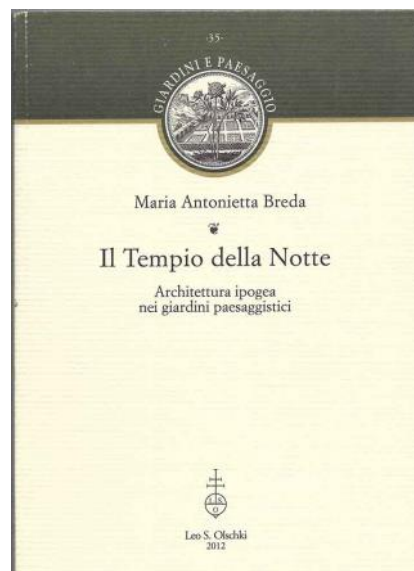 ·35·
GIARDINI E PAESAGGIO
Maria Antonietta Breda
Il Tempio della Notte
Architettura ipogea
nei giardini paesaggistici
L S
O
Leo S. Olschki
2012